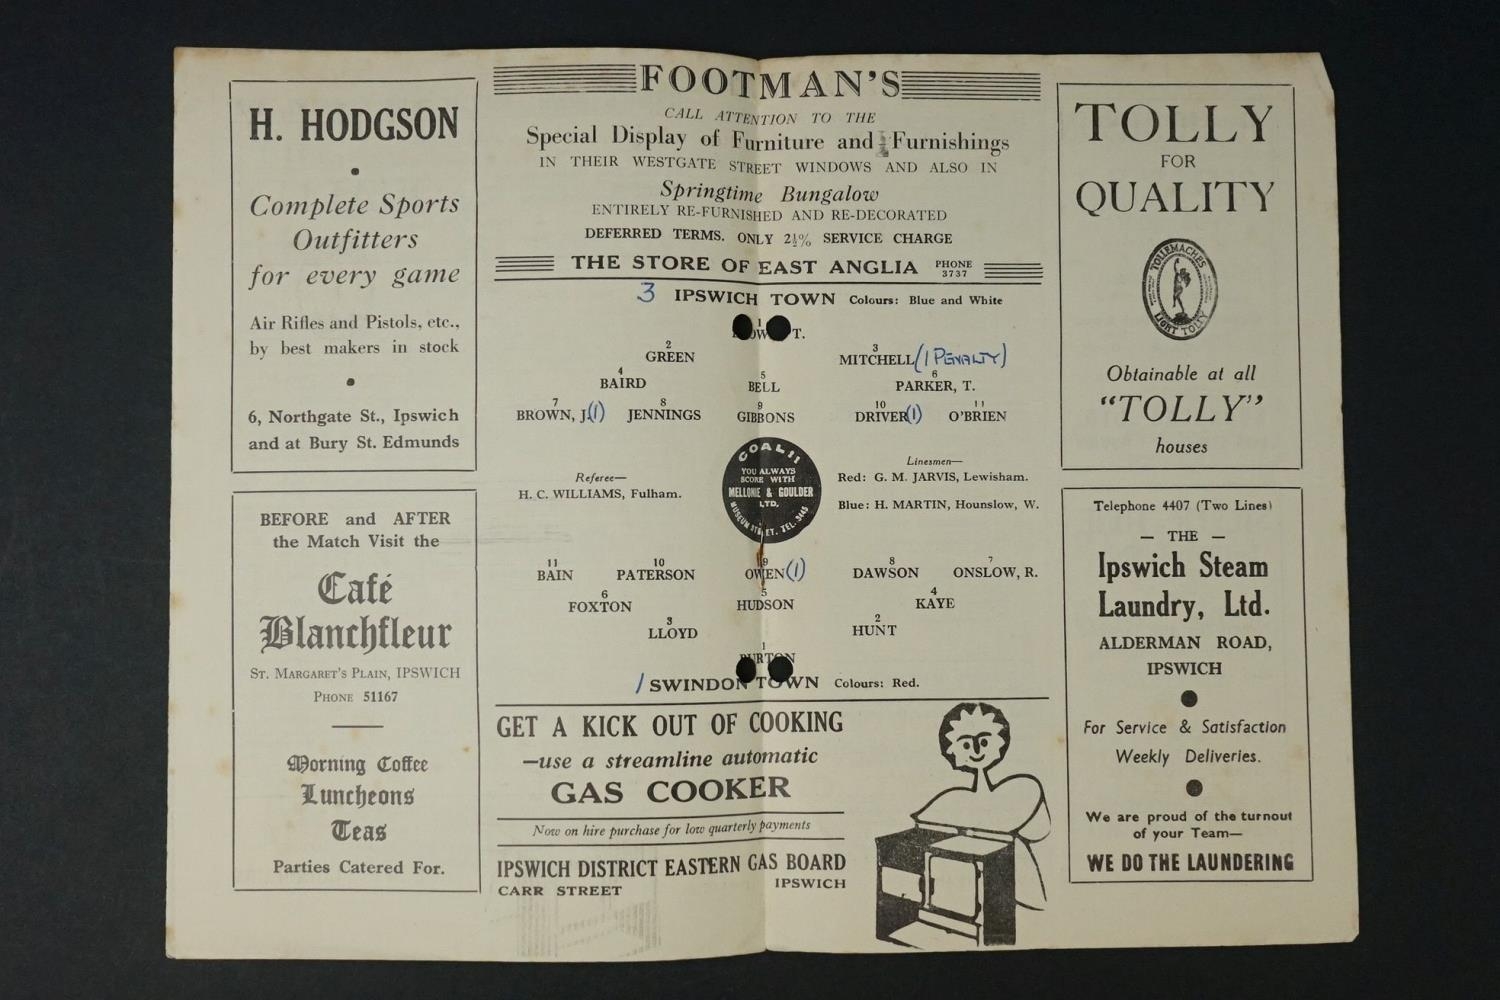 H. HODGSON
Complete Sports
Outfitters
for every game
Air Rifles and Pistols, etc.,
by best makers in stock
6, Northgate St., Ipswich
and at Bury St. Edmunds
BEFORE and AFTER
the Match Visit the
Café
Blanchfleur
St. Margaret's Plain, IPSWICH
Phone 51167
Morning Coffee
Luncheons
Teas
Parties Catered For.
FOOTMAN'S
CALL ATTENTION TO THE
Special Display of Furniture and Furnishings
IN THEIR WESTGATE STREET WINDOWS AND ALSO IN
Springtime Bungalow
ENTIRELY RE-FURNISHED AND RE-DECORATED
DEFERRED TERMS. ONLY 2½% SERVICE CHARGE
THE STORE OF EAST ANGLIA PHONE 3737
3 IPSWICH TOWN Colours: Blue and White
1
T.
2 3
GREEN MITCHELL (1 PENALTY)
4 5 6
BAIRD BELL PARKER, T.
7 8 9 10 11
BROWN, J. (1) JENNINGS GIBBONS DRIVER (1) O'BRIEN
Referee—
H. C. WILLIAMS, Fulham.
COAL!!
YOU ALWAYS
SCORE WITH
MELLONIE & GOULDER
LTD.
MUSEUM STREET. TEL. 3445
Linesmen—
Red: G. M. JARVIS, Lewisham.
Blue: H. MARTIN, Hounslow, W.
11 10 9 8 7
BAIN PATERSON OWEN (1) DAWSON ONSLOW, R.
6 5 4
FOXTON HUDSON KAYE
3 2
LLOYD HUNT
1
BURTON
1 SWINDON TOWN Colours: Red.
GET A KICK OUT OF COOKING
—use a streamline automatic
GAS COOKER
Now on hire purchase for low quarterly payments
IPSWICH DISTRICT EASTERN GAS BOARD
CARR STREET IPSWICH
TOLLY
FOR
QUALITY
TOLLEMACHES
LIGHT TOLLY
Obtainable at all
"TOLLY"
houses
Telephone 4407 (Two Lines)
— THE —
Ipswich Steam
Laundry, Ltd.
ALDERMAN ROAD,
IPSWICH
For Service & Satisfaction
Weekly Deliveries.
We are proud of the turnout
of your Team—
WE DO THE LAUNDERING